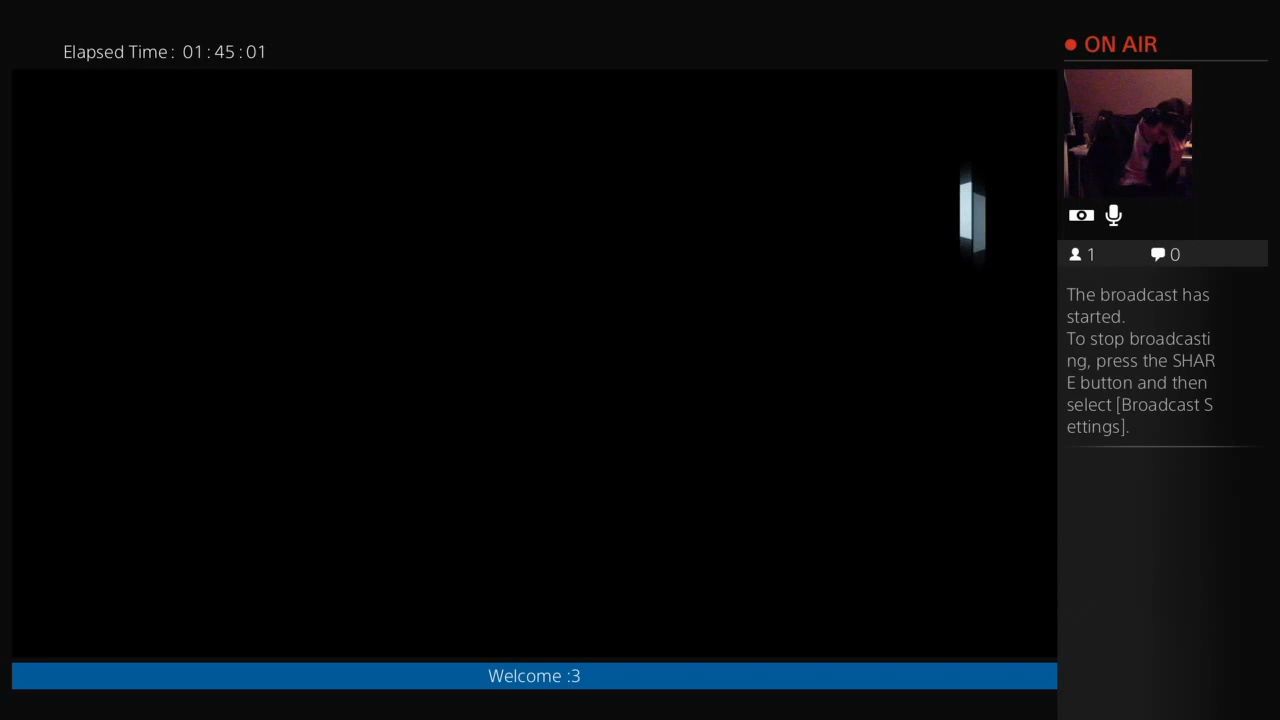 Elapsed Time: 01:45:01
ON AIR
1 0
The broadcast has
started.
To stop broadcasti
ng, press the SHAR
E button and then
select [Broadcast S
ettings].
Welcome :3